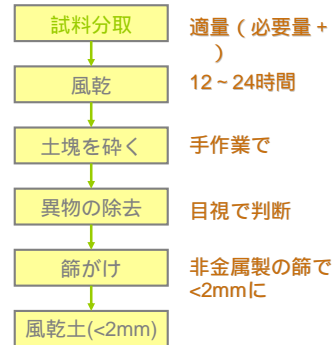 試料分取
適量（必要量+
）
風乾
12～24時間
土塊を砕く
手作業で
異物の除去
目視で判断
篩がけ
非金属製の篩で
<2mmに
風乾土(<2mm)